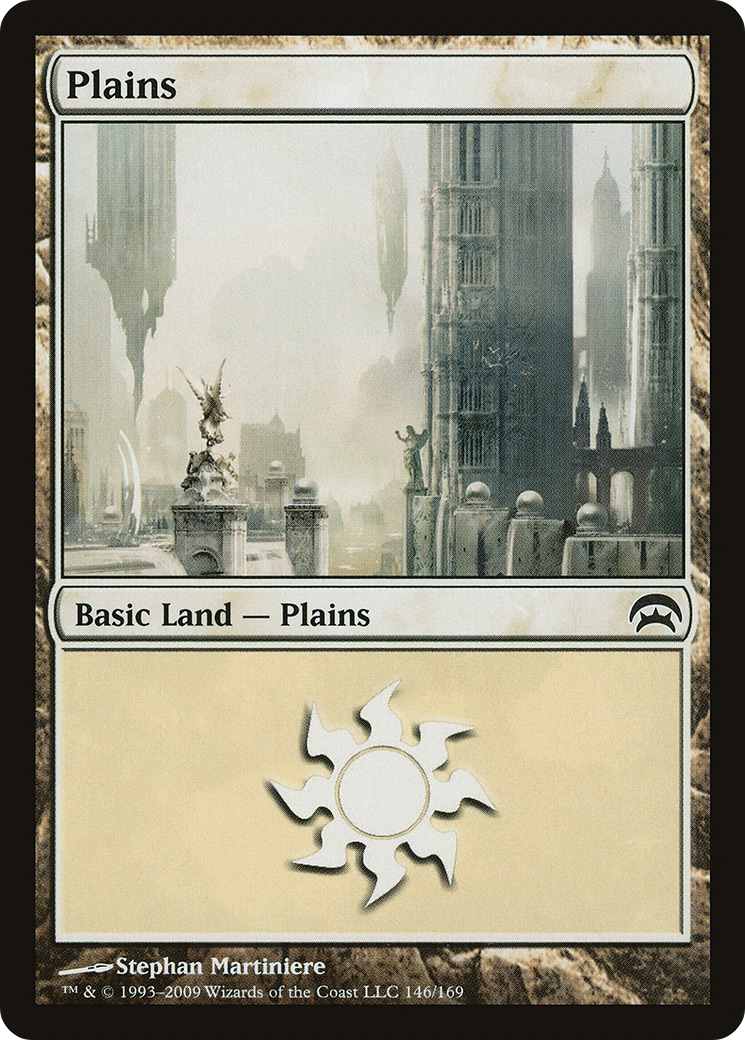 Plains
Basic Land — Plains
Stephan Martiniere
™ & © 1993–2009 Wizards of the Coast LLC 146/169